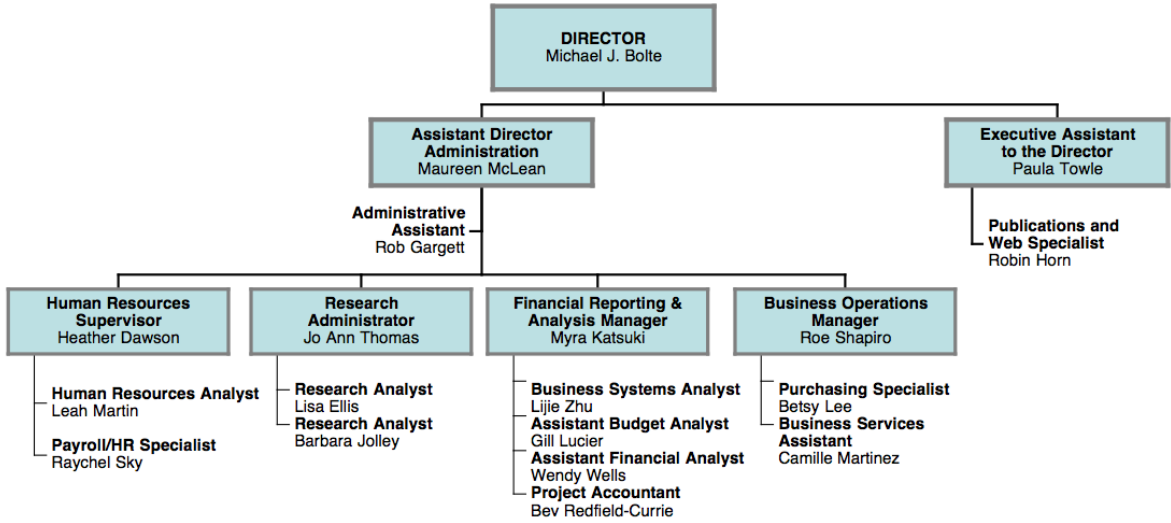 DIRECTOR
Michael J. Bolte
Assistant Director
Administration
Maureen McLean
Executive Assistant
to the Director
Paula Towle
Administrative
Assistant
Rob Gargett
Publications and
Web Specialist
Robin Horn
Human Resources
Supervisor
Heather Dawson
Research
Administrator
Jo Ann Thomas
Financial Reporting &
Analysis Manager
Myra Katsuki
Business Operations
Manager
Roe Shapiro
Human Resources Analyst
Leah Martin
Payroll/HR Specialist
Raychel Sky
Research Analyst
Lisa Ellis
Research Analyst
Barbara Jolley
Business Systems Analyst
Lijie Zhu
Assistant Budget Analyst
Gill Lucier
Assistant Financial Analyst
Wendy Wells
Project Accountant
Bev Redfield-Currie
Purchasing Specialist
Betsy Lee
Business Services
Assistant
Camille Martinez